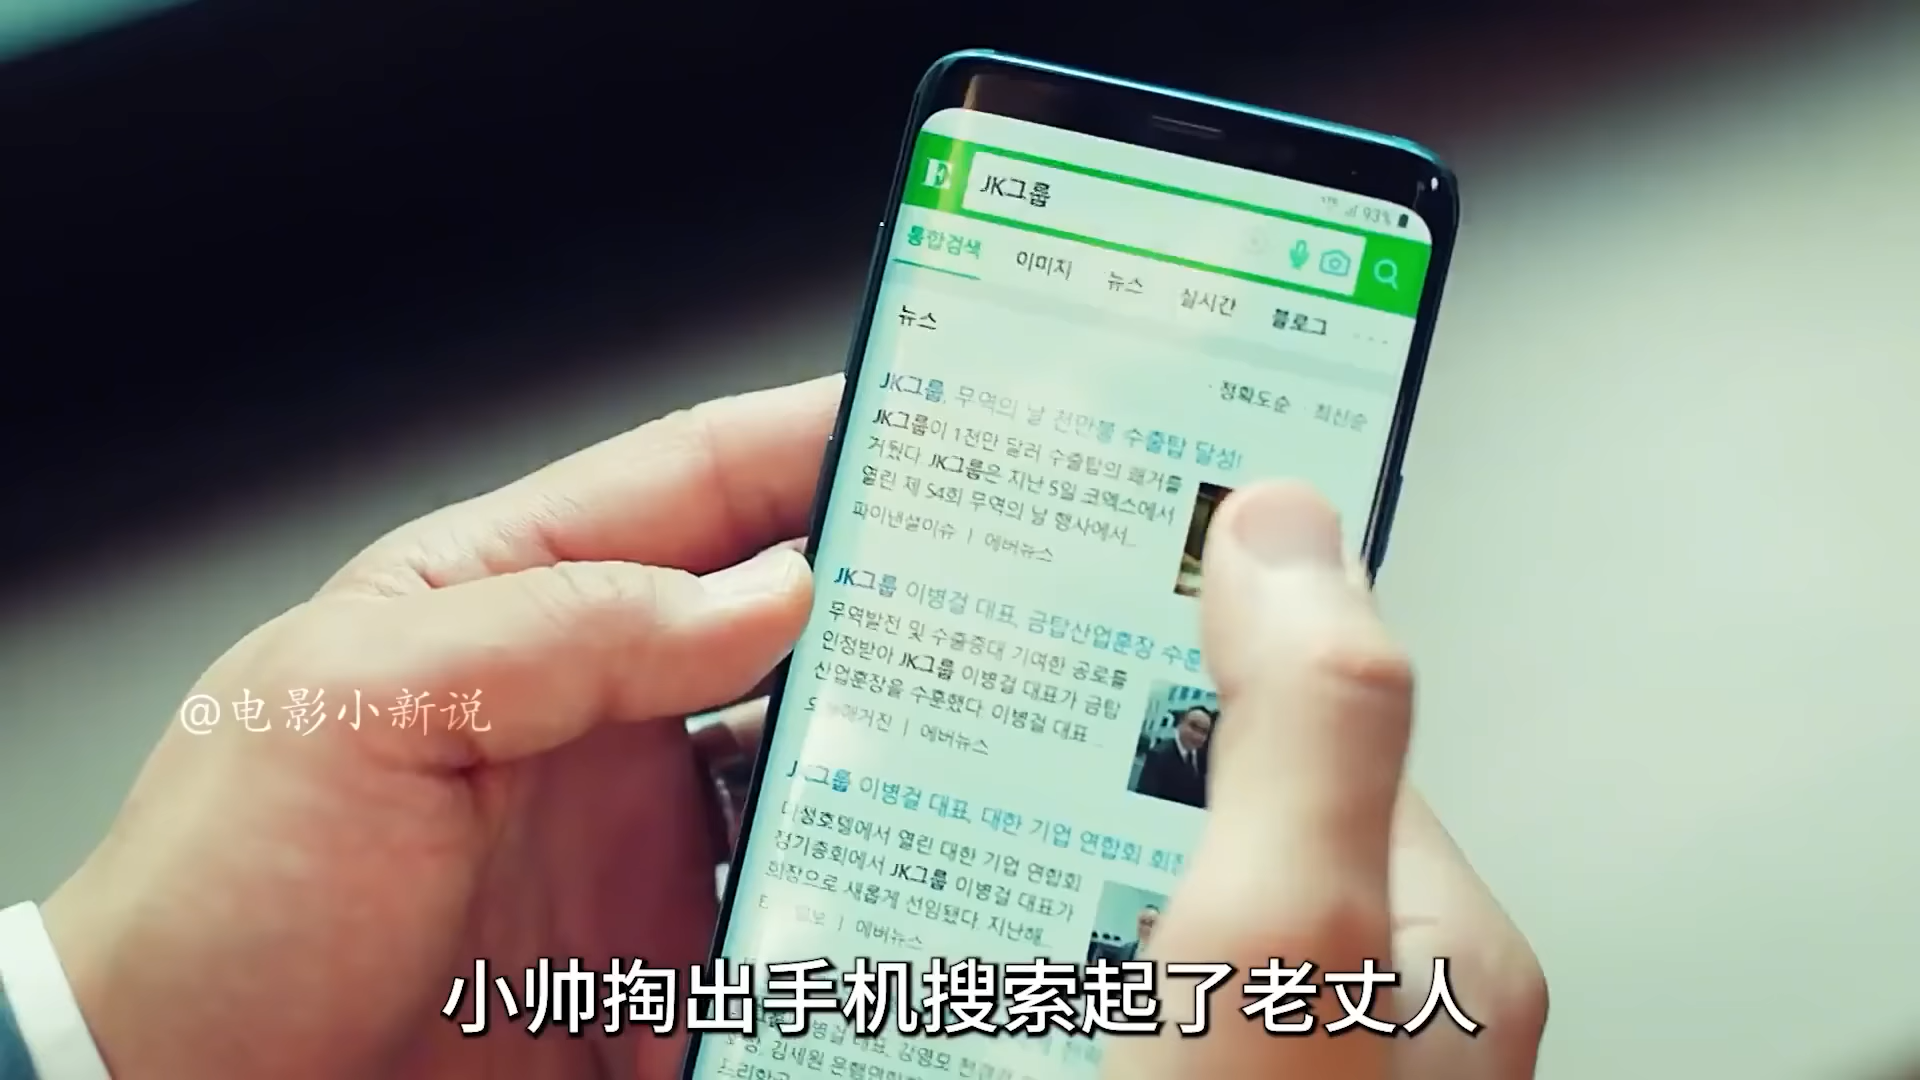 93%
E JK그룹
통합검색 이미지 뉴스 실시간 블로그
뉴스
· 정확도순 · 최신순
JK그룹, 무역의 날 천만불 수출탑 달성!
JK그룹이 1천만 달러 수출탑의 쾌거를
거뒀다. JK그룹은 지난 5일 코엑스에서
열린 제 54회 무역의 날 행사에서...
파이낸셜이슈 | 에버뉴스
JK그룹 이병걸 대표, 금탑산업훈장 수훈
무역발전 및 수출증대 기여한 공로를
인정받아 JK그룹 이병걸 대표가 금탑
산업훈장을 수훈했다. 이병걸 대표...
매거진 | 에버뉴스
JK그룹 이병걸 대표, 대한 기업 연합회 회장
열린 대한 기업 연합회
정기총회에서 JK그룹 이병걸 대표가
회장으로 새롭게 선임됐다. 지난해...
일보 | 에버뉴스
@电影小新说
小帅掏出手机搜索起了老丈人
김세원